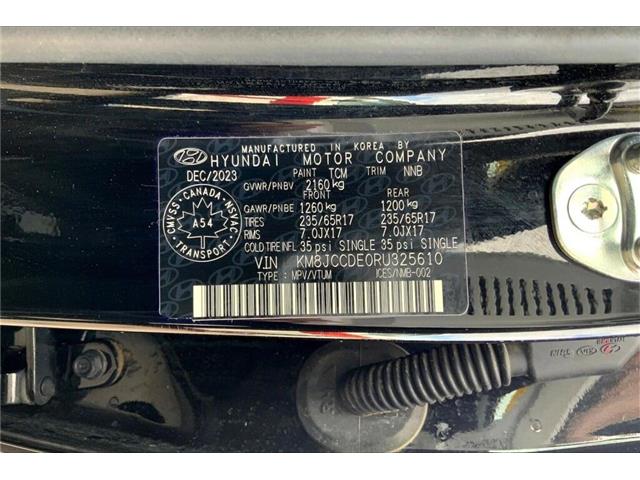 MANUFACTURED IN KOREA BY
HYUNDAI MOTOR COMPANY
DEC/2023 PAINT TCM TRIM NNB
GVWR/PNBV 2160 kg
FRONT REAR
GAWR/PNBE 1260 kg 1200 kg
TIRES 235/65R17 235/65R17
RIMS 7.0JX17 7.0JX17
COLD TIRE INFL 35 psi SINGLE 35 psi SINGLE
VIN KM8JCCDE0RU325610
TYPE : MPV/VTUM ICES/NMB-002
CMVSS-CANADA-NSVAC
A54
TRANSPORT